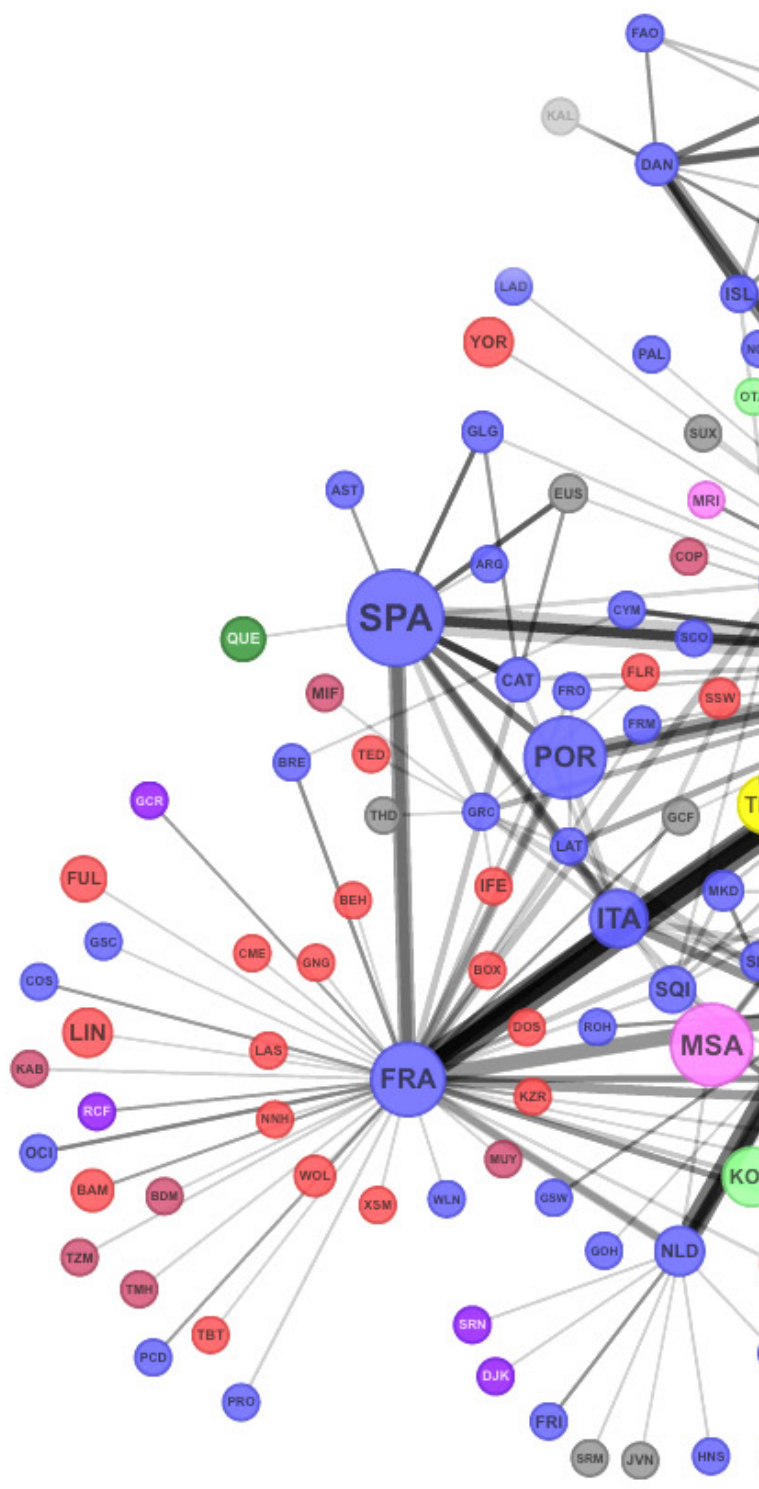 FAO
KAL
DAN
LAD
ISL
YOR
PAL
OT
GLG
SUX
AST
EUS
MRI
ARG
COP
SPA
CYM
QUE
SCO
CAT
FLR
MIF
FRO
SSW
FRM
TED
POR
BRE
GCR
THD
GRC
GCF
LAT
FUL
IFE
BEH
MKD
ITA
GSC
CME
GNG
BOX
COS
SQI
LIN
DOS
ROH
LAS
MSA
KAB
FRA
KZR
RCF
NNH
OCI
MUY
BAM
BDM
WOL
KO
XSM
WLN
GSW
TZM
GOH
NLD
TMH
SRN
TBT
PCD
DJK
PRO
FRI
SRM
JVN
HNS